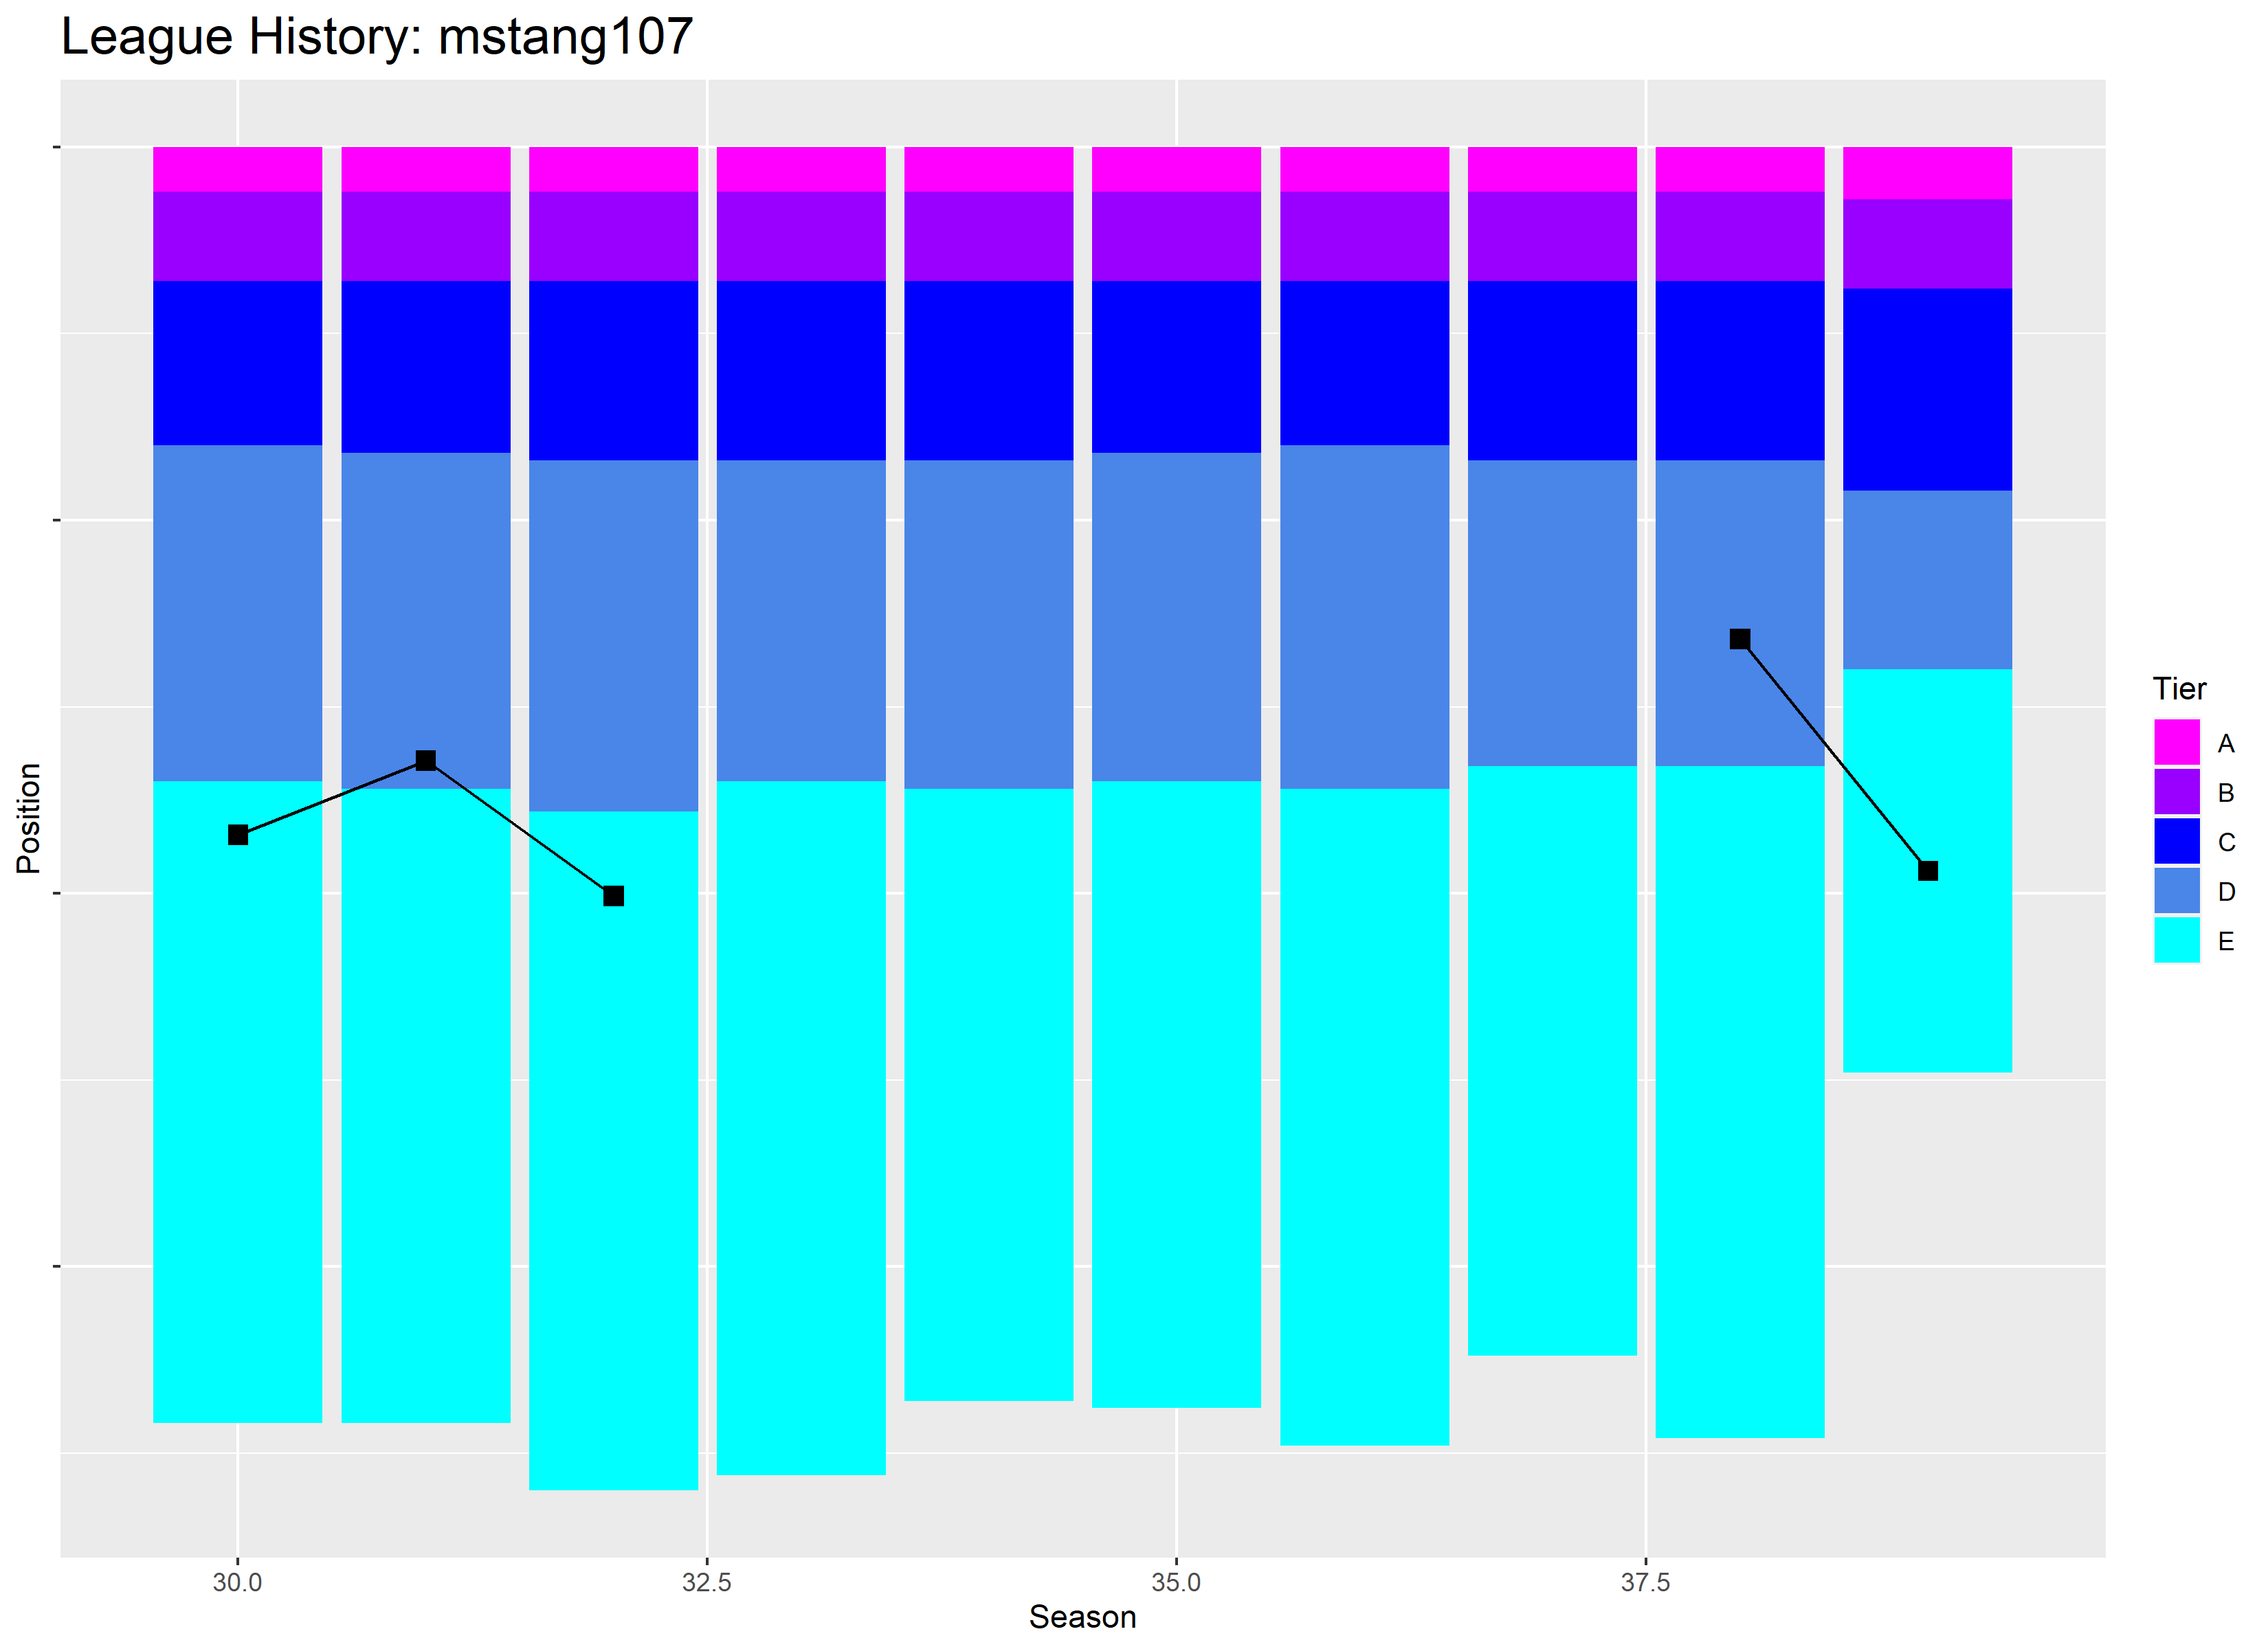 League History: mstang107
Position
30.0
32.5
35.0
37.5
Season
Tier
A
B
C
D
E